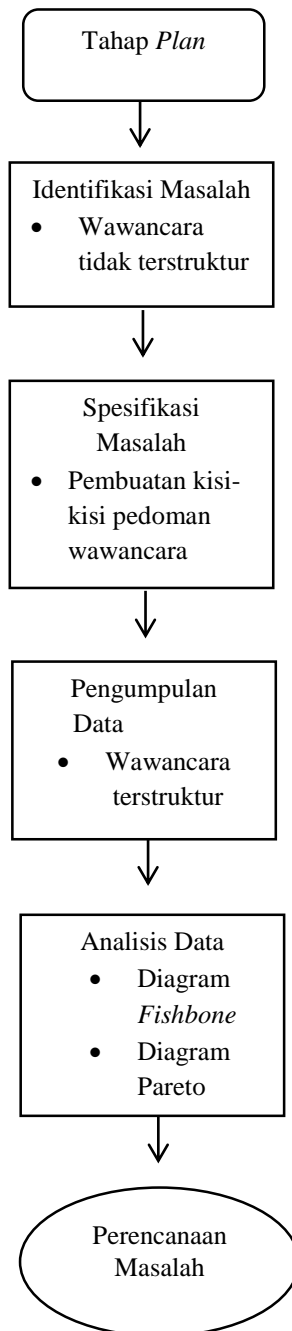 Tahap Plan
Identifikasi Masalah
• Wawancara
tidak terstruktur
Spesifikasi
Masalah
• Pembuatan kisi-
kisi pedoman
wawancara
Pengumpulan
Data
• Wawancara
terstruktur
Analisis Data
• Diagram
Fishbone
• Diagram
Pareto
Perencanaan
Masalah